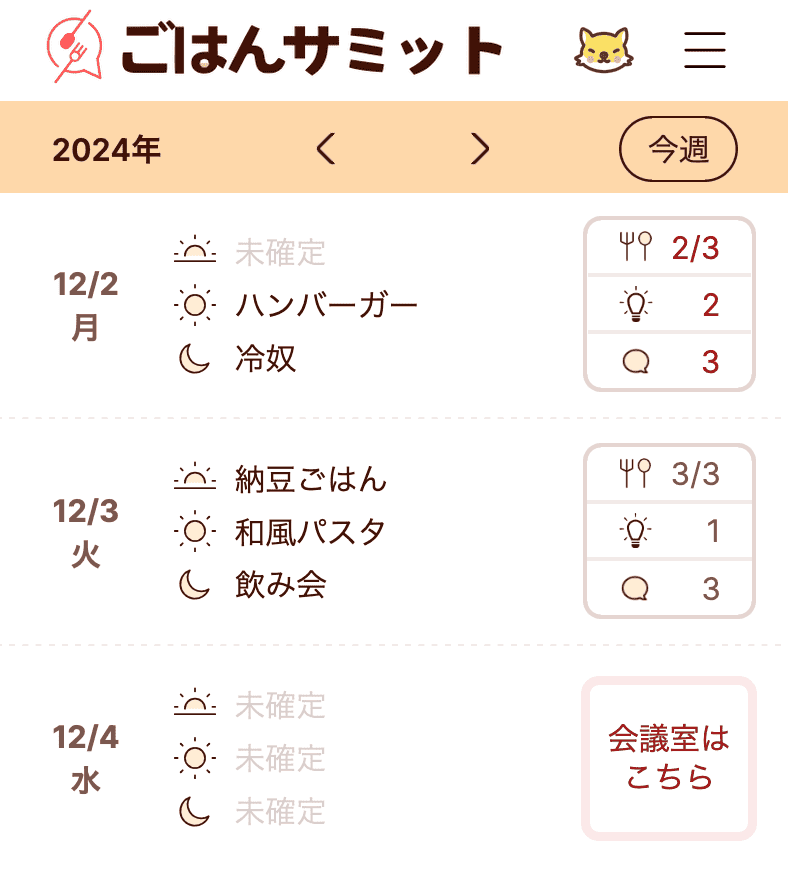 ごはんサミット
2024年
今週
12/2
月
未確定
ハンバーガー
冷奴
2/3
2
3
12/3
火
納豆ごはん
和風パスタ
飲み会
3/3
1
3
12/4
水
未確定
未確定
未確定
会議室は
こちら